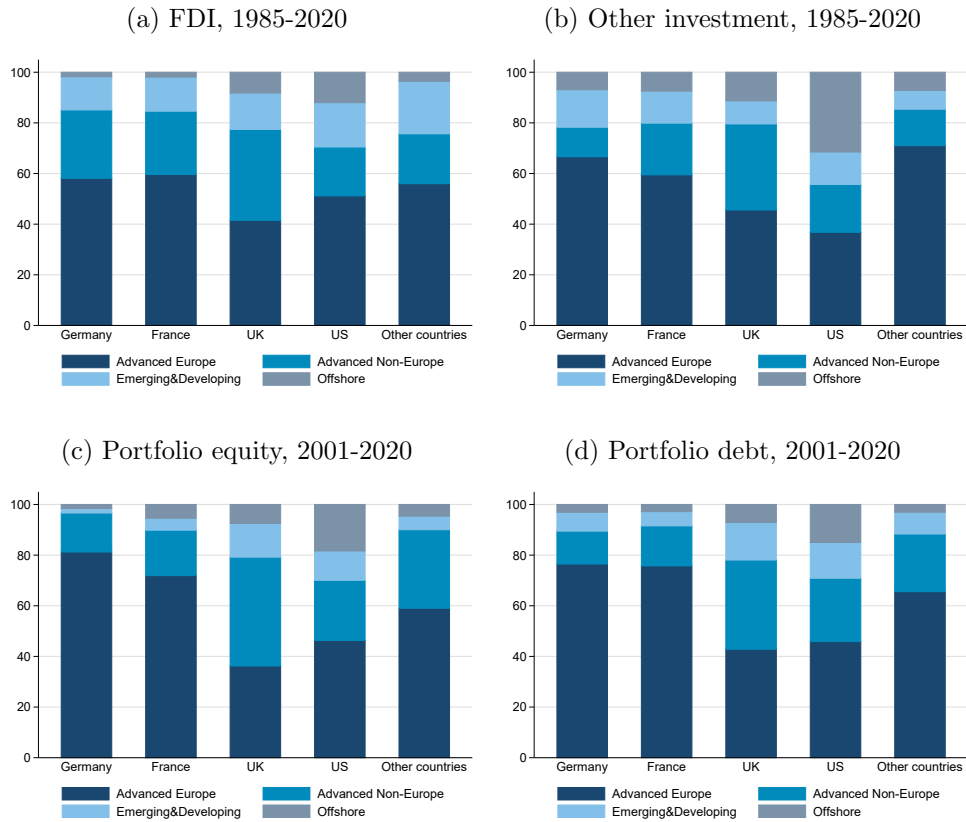 (a) FDI, 1985-2020
100
80
60
40
20
0
Germany France UK US Other countries
Advanced Europe Advanced Non-Europe
Emerging&Developing Offshore
(b) Other investment, 1985-2020
100
80
60
40
20
0
Germany France UK US Other countries
Advanced Europe Advanced Non-Europe
Emerging&Developing Offshore
(c) Portfolio equity, 2001-2020
100
80
60
40
20
0
Germany France UK US Other countries
Advanced Europe Advanced Non-Europe
Emerging&Developing Offshore
(d) Portfolio debt, 2001-2020
100
80
60
40
20
0
Germany France UK US Other countries
Advanced Europe Advanced Non-Europe
Emerging&Developing Offshore